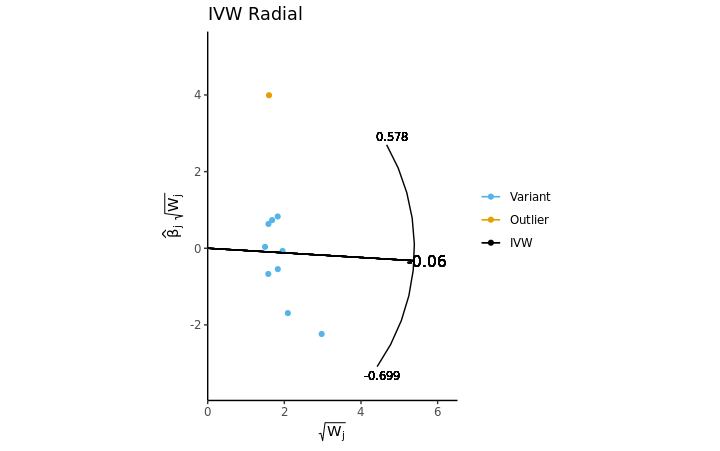 IVW Radial
β̂j √Wj
4
2
0
-2
0.578
-0.06
-0.699
0
2
4
6
√Wj
Variant
Outlier
IVW